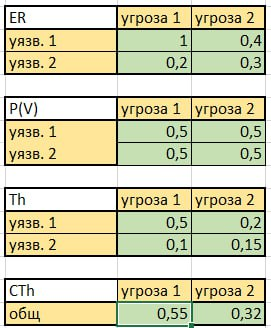 ER угроза 1 угроза 2
уязв. 1 1 0,4
уязв. 2 0,2 0,3
P(V) угроза 1 угроза 2
уязв. 1 0,5 0,5
уязв. 2 0,5 0,5
Th угроза 1 угроза 2
уязв. 1 0,5 0,2
уязв. 2 0,1 0,15
CTh угроза 1 угроза 2
общ 0,55 0,32